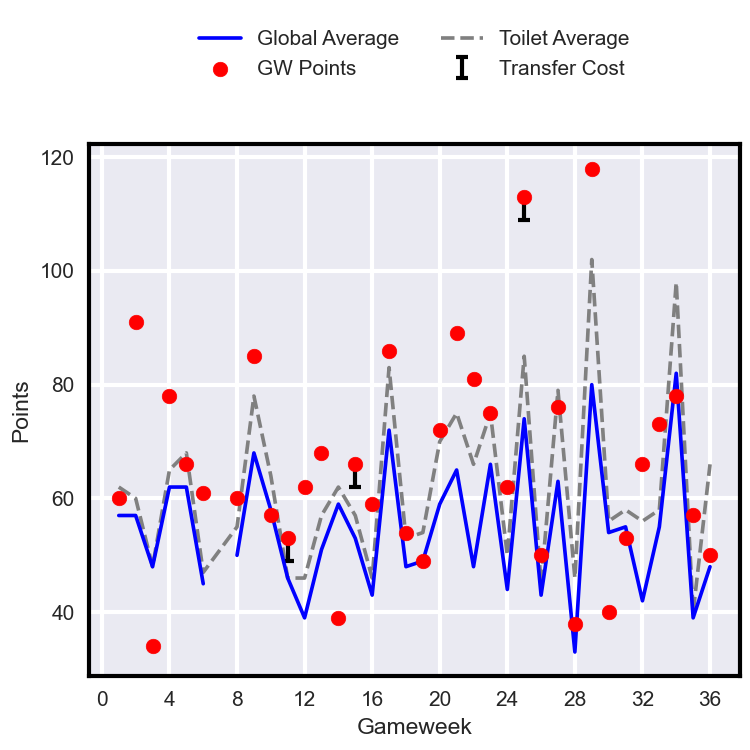 Global Average
Toilet Average
GW Points
Transfer Cost
120
100
80
60
40
Points
0 4 8 12 16 20 24 28 32 36
Gameweek